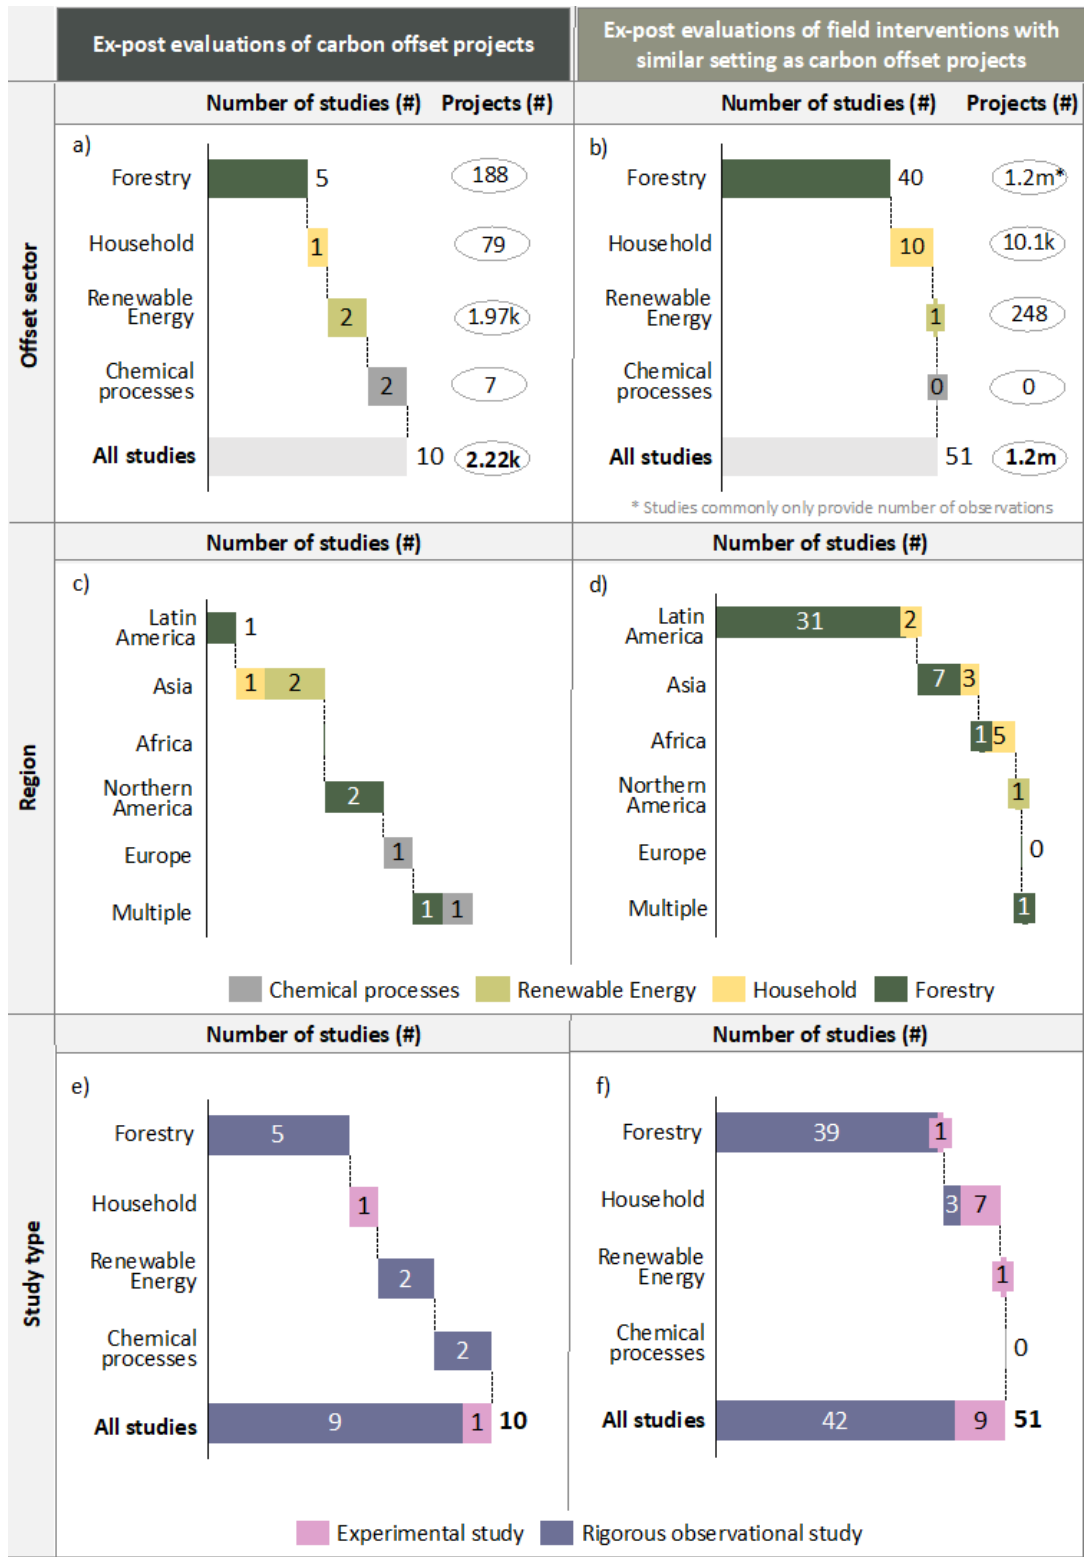 Ex-post evaluations of carbon offset projects
Ex-post evaluations of field interventions with
similar setting as carbon offset projects
Offset sector
Number of studies (#) Projects (#)
a)
Forestry 5 188
Household 1 79
Renewable
Energy 2 1.97k
Chemical
processes 2 7
All studies 10 2.22k
Number of studies (#) Projects (#)
b)
Forestry 40 1.2m*
Household 10 10.1k
Renewable
Energy 1 248
Chemical
processes 0 0
All studies 51 1.2m
* Studies commonly only provide number of observations
Region
Number of studies (#)
c)
Latin
America 1
Asia 1 2
Africa
Northern
America 2
Europe 1
Multiple 1 1
Number of studies (#)
d)
Latin
America 31 2
Asia 7 3
Africa 1 5
Northern
America 1
Europe 0
Multiple 1
Chemical processes Renewable Energy Household Forestry
Study type
Number of studies (#)
e)
Forestry 5
Household 1
Renewable
Energy 2
Chemical
processes 2
All studies 9 1 10
Number of studies (#)
f)
Forestry 39 1
Household 3 7
Renewable
Energy 1
Chemical
processes 0
All studies 42 9 51
Experimental study Rigorous observational study